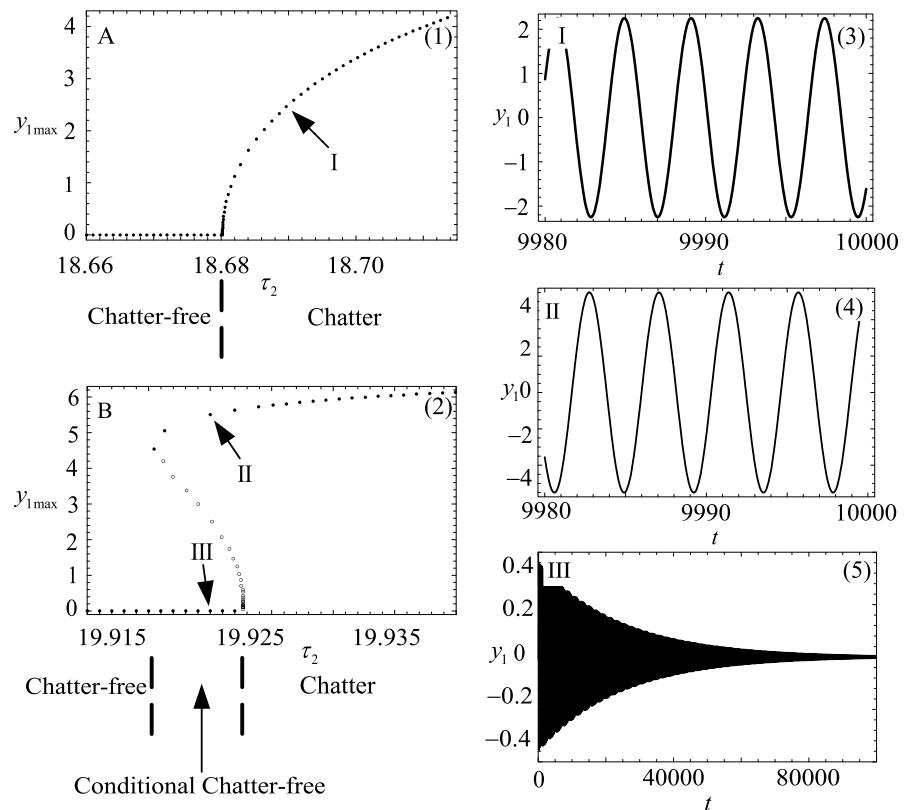 A
(1)
4
3
y1max
2
1
0
I
18.66
18.68
18.70
τ2
Chatter-free
Chatter
B
(2)
6
5
4
y1max
3
2
1
0
II
III
19.915
19.925
19.935
τ2
Chatter-free
Chatter
Conditional Chatter-free
I
(3)
2
1
y1 0
−1
−2
9980
9990
10000
t
II
(4)
4
2
y1 0
−2
−4
9980
9990
10000
t
III
(5)
0.4
0.2
y1 0
−0.2
−0.4
0
40000
80000
t